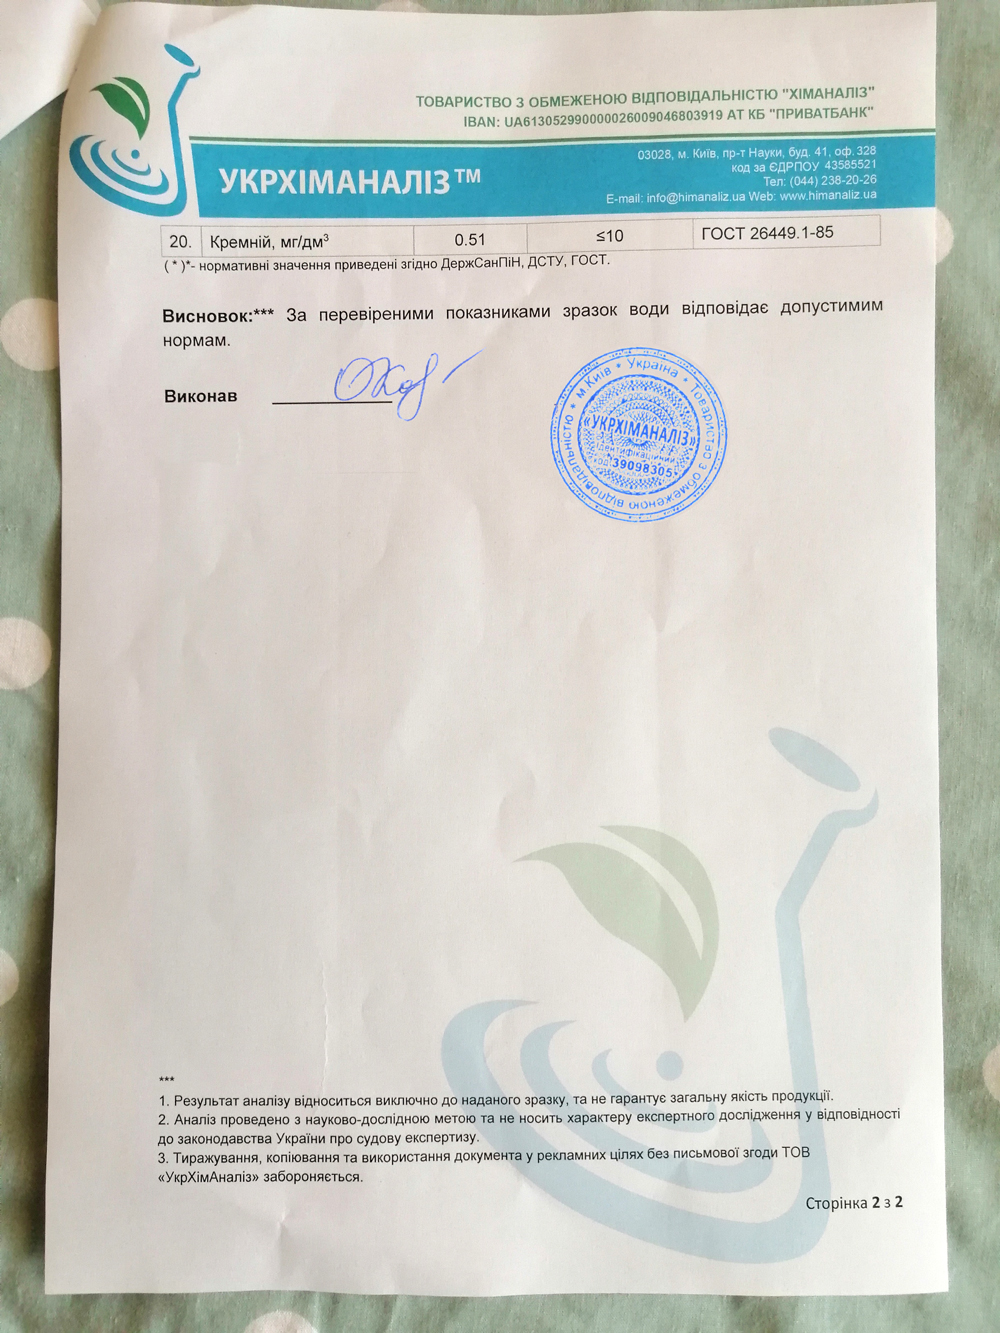 ТОВАРИСТВО З ОБМЕЖЕНОЮ ВІДПОВІДАЛЬНІСТЮ "ХІМАНАЛІЗ"
IBAN: UA613052990000026009046803919 АТ КБ "ПРИВАТБАНК"
УКРХІМАНАЛІЗ™
03028, м. Київ, пр-т Науки, буд. 41, оф. 328
код за ЄДРПОУ 43585521
Тел: (044) 238-20-26
E-mail: info@himanaliz.ua Web: www.himanaliz.ua
20. Кремній, мг/дм³ 0.51 ≤10 ГОСТ 26449.1-85
( * )*- нормативні значення приведені згідно ДержСанПіН, ДСТУ, ГОСТ.
Висновок:*** За перевіреними показниками зразок води відповідає допустимим
нормам.
Виконав
м.Київ * Україна * Товариство з обмеженою відповідальністю *
«УКРХІМАНАЛІЗ»
Ідентифікаційний
код 39098305
***
1. Результат аналізу відноситься виключно до наданого зразку, та не гарантує загальну якість продукції.
2. Аналіз проведено з науково-дослідною метою та не носить характеру експертного дослідження у відповідності
до законодавства України про судову експертизу.
3. Тиражування, копіювання та використання документа у рекламних цілях без письмової згоди ТОВ
«УкрХімАналіз» забороняється.
Сторінка 2 з 2